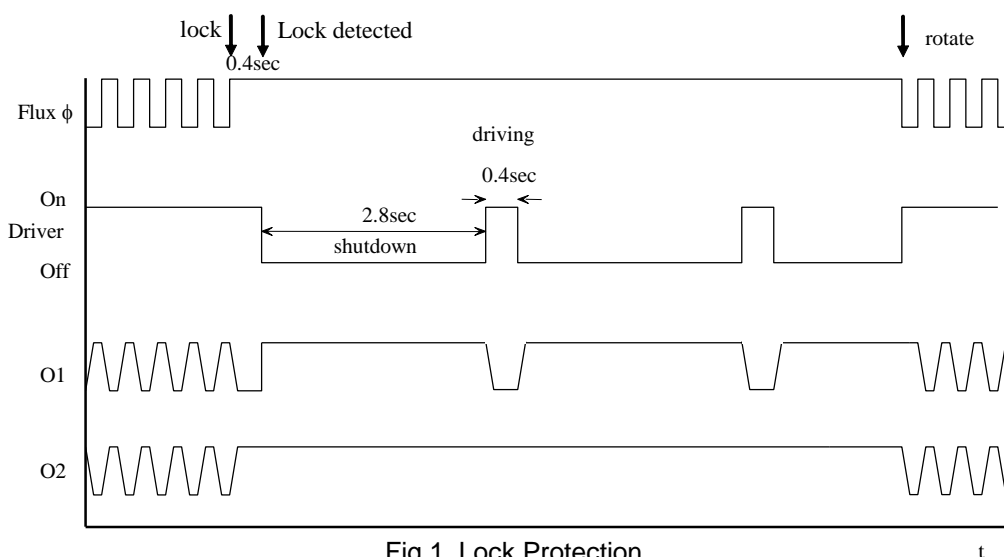 lock
Lock detected
rotate
0.4sec
Flux ϕ
driving
0.4sec
On
2.8sec
Driver
shutdown
Off
O1
O2
Fig.1 Lock Protection
t